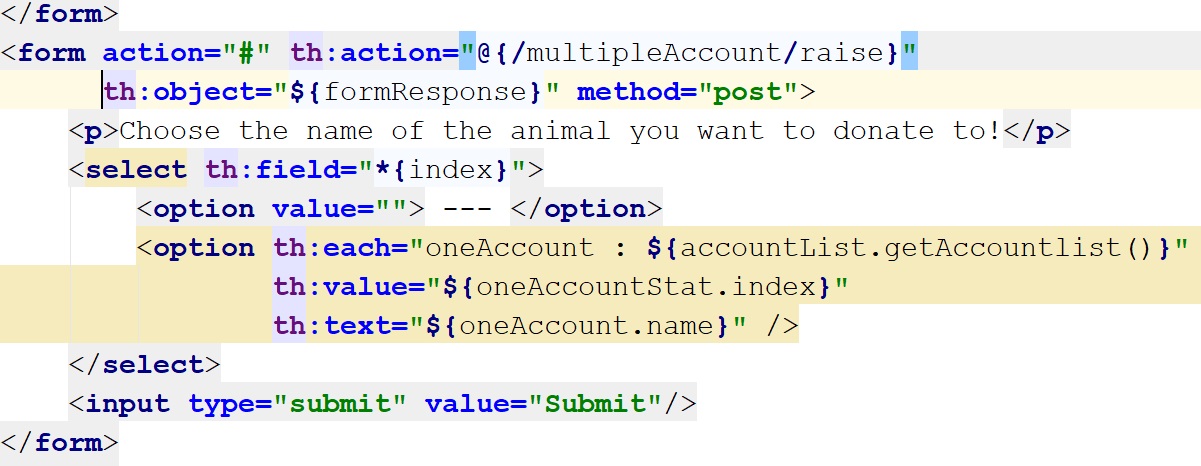 </form>
<form action="#" th:action="@{/multipleAccount/raise}"
th:object="${formResponse}" method="post">
<p>Choose the name of the animal you want to donate to!</p>
<select th:field="*{index}">
<option value=""> --- </option>
<option th:each="oneAccount : ${accountList.getAccountlist()}"
th:value="${oneAccountStat.index}"
th:text="${oneAccount.name}" />
</select>
<input type="submit" value="Submit"/>
</form>